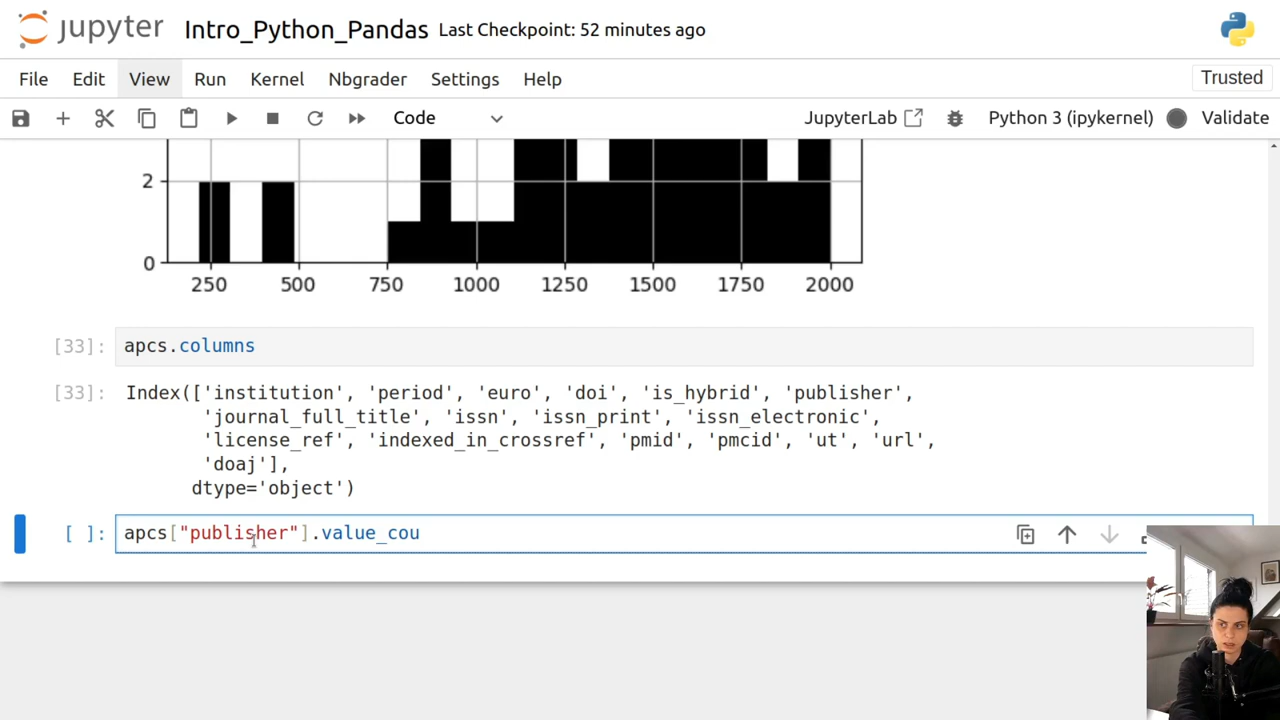 jupyter Intro_Python_Pandas Last Checkpoint: 52 minutes ago
File Edit View Run Kernel Nbgrader Settings Help Trusted
Code JupyterLab Python 3 (ipykernel) Validate
2
0
250 500 750 1000 1250 1500 1750 2000
[33]: apcs.columns
[33]: Index(['institution', 'period', 'euro', 'doi', 'is_hybrid', 'publisher',
'journal_full_title', 'issn', 'issn_print', 'issn_electronic',
'license_ref', 'indexed_in_crossref', 'pmid', 'pmcid', 'ut', 'url',
'doaj'],
dtype='object')
[ ]: apcs["publisher"].value_cou